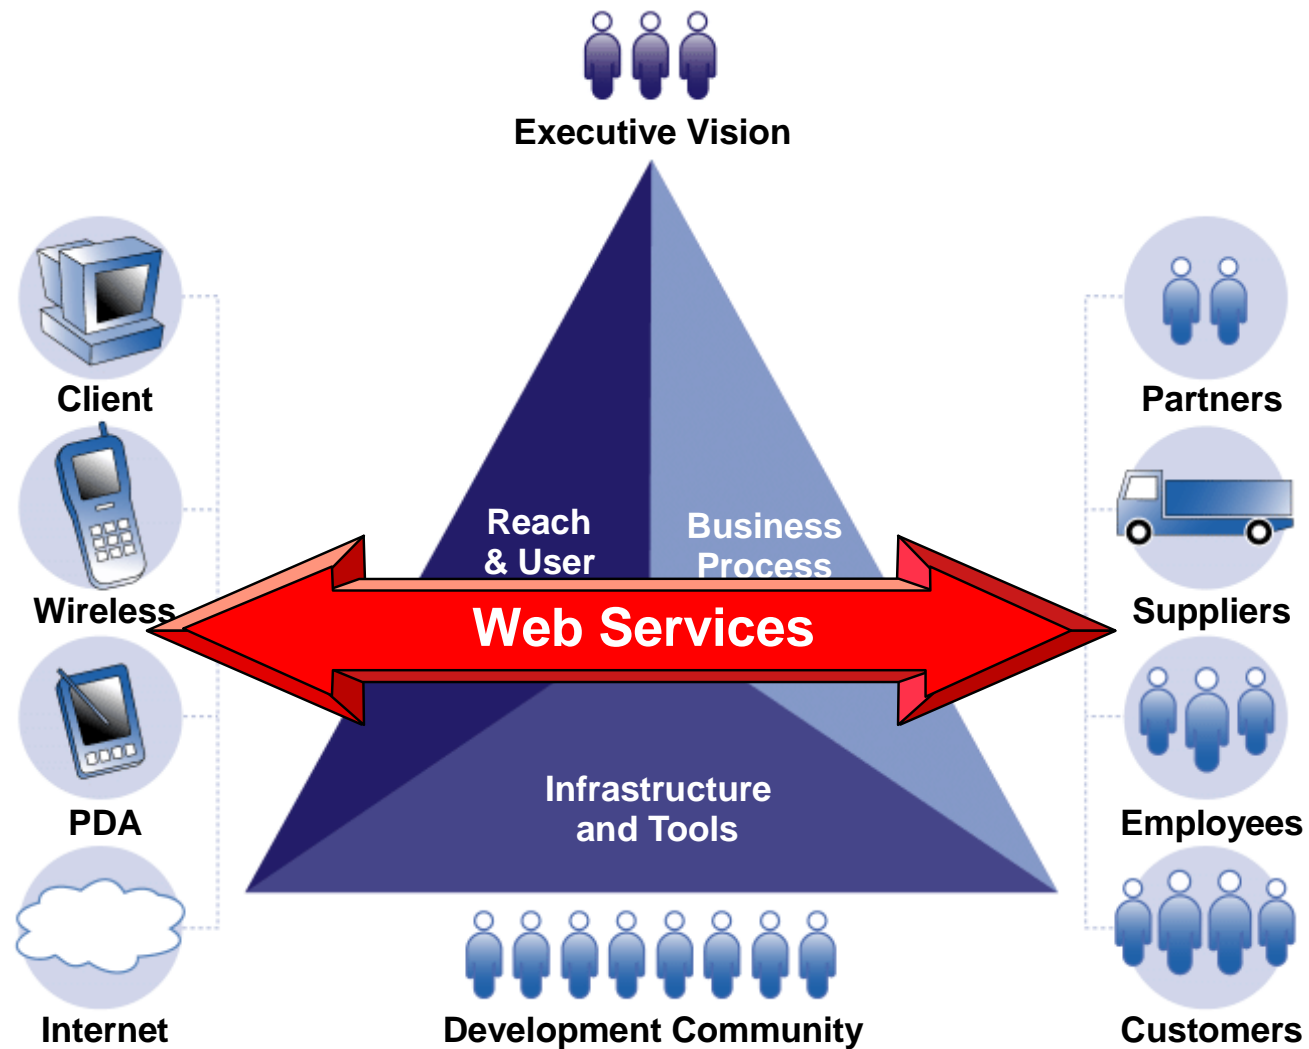 Executive Vision
Client
Wireless
PDA
Internet
Reach
& User
Business
Process
Web Services
Infrastructure
and Tools
Development Community
Partners
Suppliers
Employees
Customers